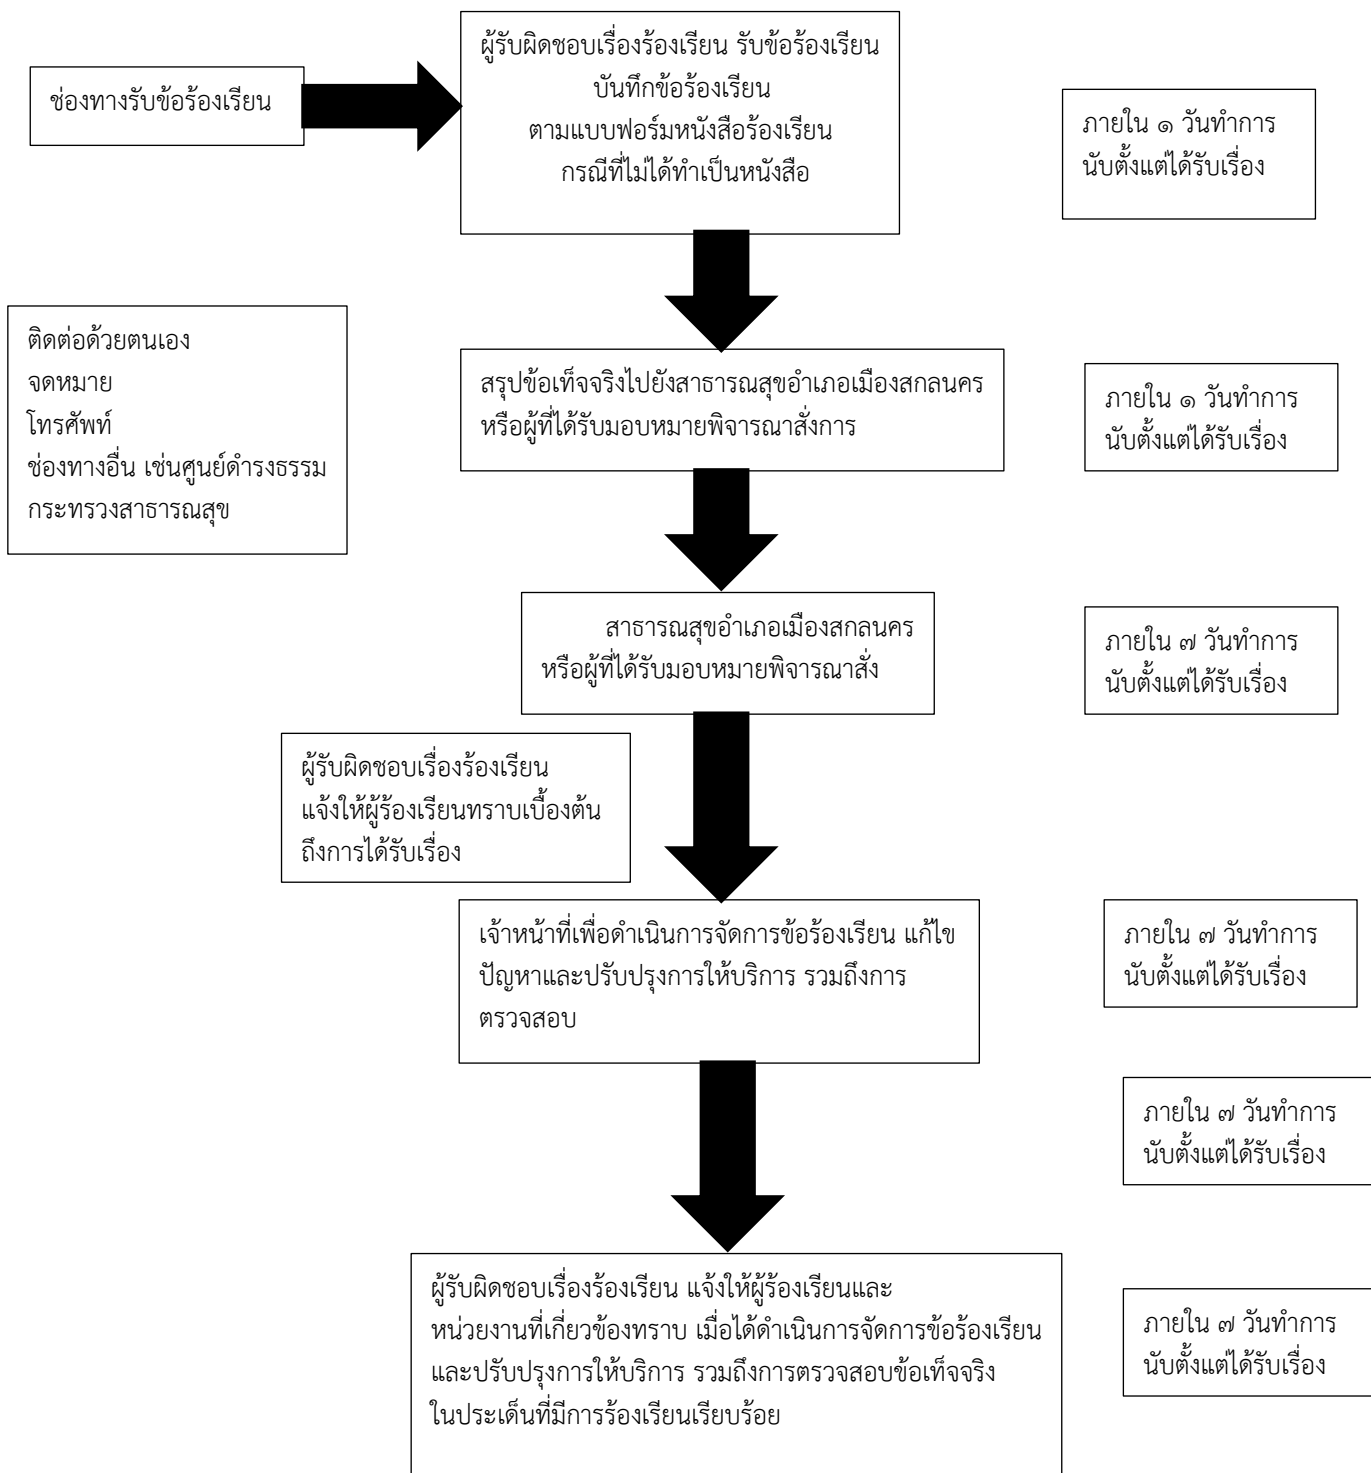 ช่องทางรับข้อร้องเรียน
ผู้รับผิดชอบเรื่องร้องเรียน รับข้อร้องเรียน
บันทึกข้อร้องเรียน
ตามแบบฟอร์มหนังสือร้องเรียน
กรณีที่ไม่ได้ทำเป็นหนังสือ
ภายใน ๑ วันทำการ
นับตั้งแต่ได้รับเรื่อง
ติดต่อด้วยตนเอง
จดหมาย
โทรศัพท์
ช่องทางอื่น เช่นศูนย์ดำรงธรรม
กระทรวงสาธารณสุข
สรุปข้อเท็จจริงไปยังสาธารณสุขอำเภอเมืองสกลนคร
หรือผู้ที่ได้รับมอบหมายพิจารณาสั่งการ
ภายใน ๑ วันทำการ
นับตั้งแต่ได้รับเรื่อง
สาธารณสุขอำเภอเมืองสกลนคร
หรือผู้ที่ได้รับมอบหมายพิจารณาสั่ง
ภายใน ๗ วันทำการ
นับตั้งแต่ได้รับเรื่อง
ผู้รับผิดชอบเรื่องร้องเรียน
แจ้งให้ผู้ร้องเรียนทราบเบื้องต้น
ถึงการได้รับเรื่อง
เจ้าหน้าที่เพื่อดำเนินการจัดการข้อร้องเรียน แก้ไข
ปัญหาและปรับปรุงการให้บริการ รวมถึงการ
ตรวจสอบ
ภายใน ๗ วันทำการ
นับตั้งแต่ได้รับเรื่อง
ภายใน ๗ วันทำการ
นับตั้งแต่ได้รับเรื่อง
ผู้รับผิดชอบเรื่องร้องเรียน แจ้งให้ผู้ร้องเรียนและ
หน่วยงานที่เกี่ยวข้องทราบ เมื่อได้ดำเนินการจัดการข้อร้องเรียน
และปรับปรุงการให้บริการ รวมถึงการตรวจสอบข้อเท็จจริง
ในประเด็นที่มีการร้องเรียนเรียบร้อย
ภายใน ๗ วันทำการ
นับตั้งแต่ได้รับเรื่อง